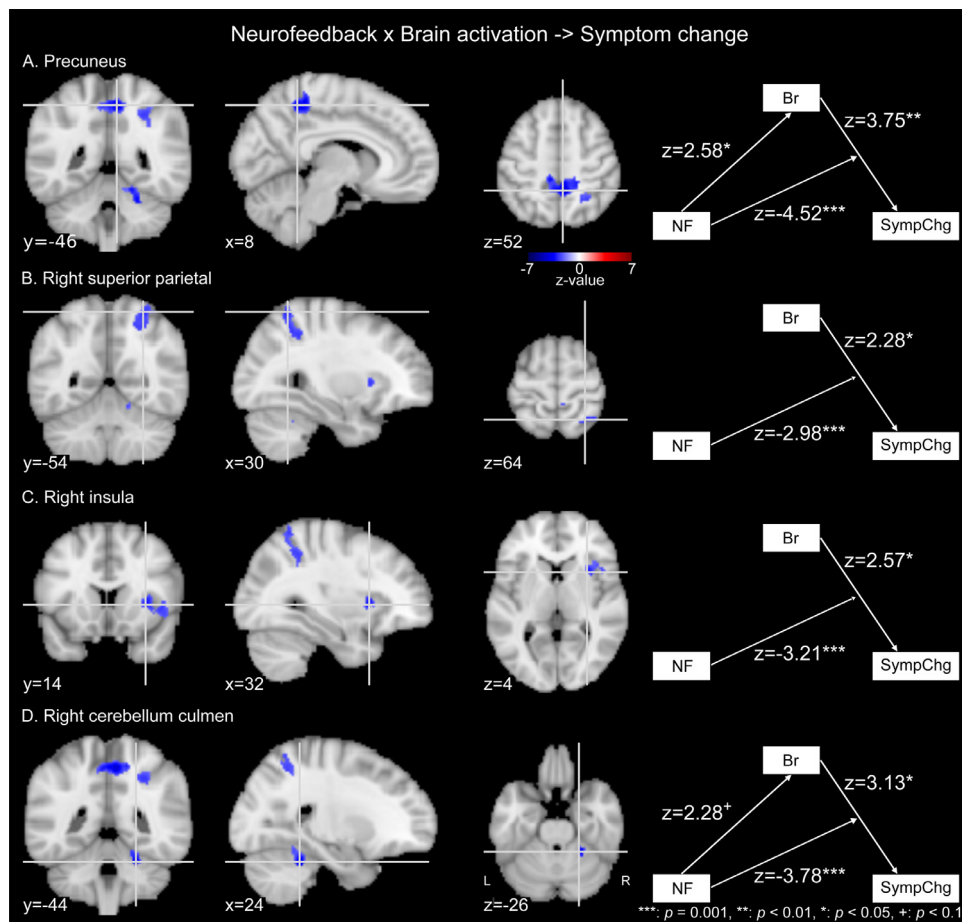 Neurofeedback x Brain activation -> Symptom change
A. Precuneus
y=-46
x=8
z=52
-7 0 7
z-value
Br
z=2.58*
z=3.75**
NF
z=-4.52***
SympChg
B. Right superior parietal
y=-54
x=30
z=64
Br
z=2.28*
NF
z=-2.98***
SympChg
C. Right insula
y=14
x=32
z=4
Br
z=2.57*
NF
z=-3.21***
SympChg
D. Right cerebellum culmen
y=-44
x=24
L R
z=-26
Br
z=2.28+
z=3.13*
NF
z=-3.78***
SympChg
***: p = 0.001, **: p < 0.01, *: p < 0.05, +: p < 0.1